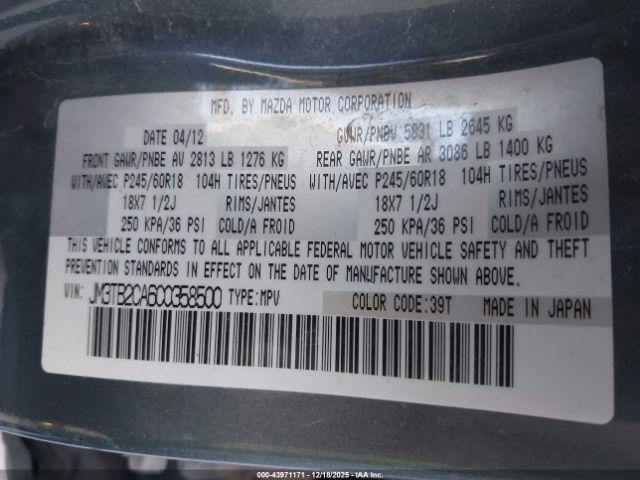 MFD. BY MAZDA MOTOR CORPORATION
DATE 04/12 GVWR/PNBV 5831 LB 2645 KG
FRONT GAWR/PNBE AV 2813 LB 1276 KG REAR GAWR/PNBE AR 3086 LB 1400 KG
WITH/AVEC P245/60R18 104H TIRES/PNEUS WITH/AVEC P245/60R18 104H TIRES/PNEUS
18X7 1/2J RIMS/JANTES 18X7 1/2J RIMS/JANTES
250 KPA/36 PSI COLD/A FROID 250 KPA/36 PSI COLD/A FROID
THIS VEHICLE CONFORMS TO ALL APPLICABLE FEDERAL MOTOR VEHICLE SAFETY AND THEFT
PREVENTION STANDARDS IN EFFECT ON THE DATE OF MANUFACTURE SHOWN ABOVE.
VIN: JM3TB2CA6C0358500 TYPE:MPV COLOR CODE:39T MADE IN JAPAN
000-43971171 - 12/18/2025 - IAAI.COM